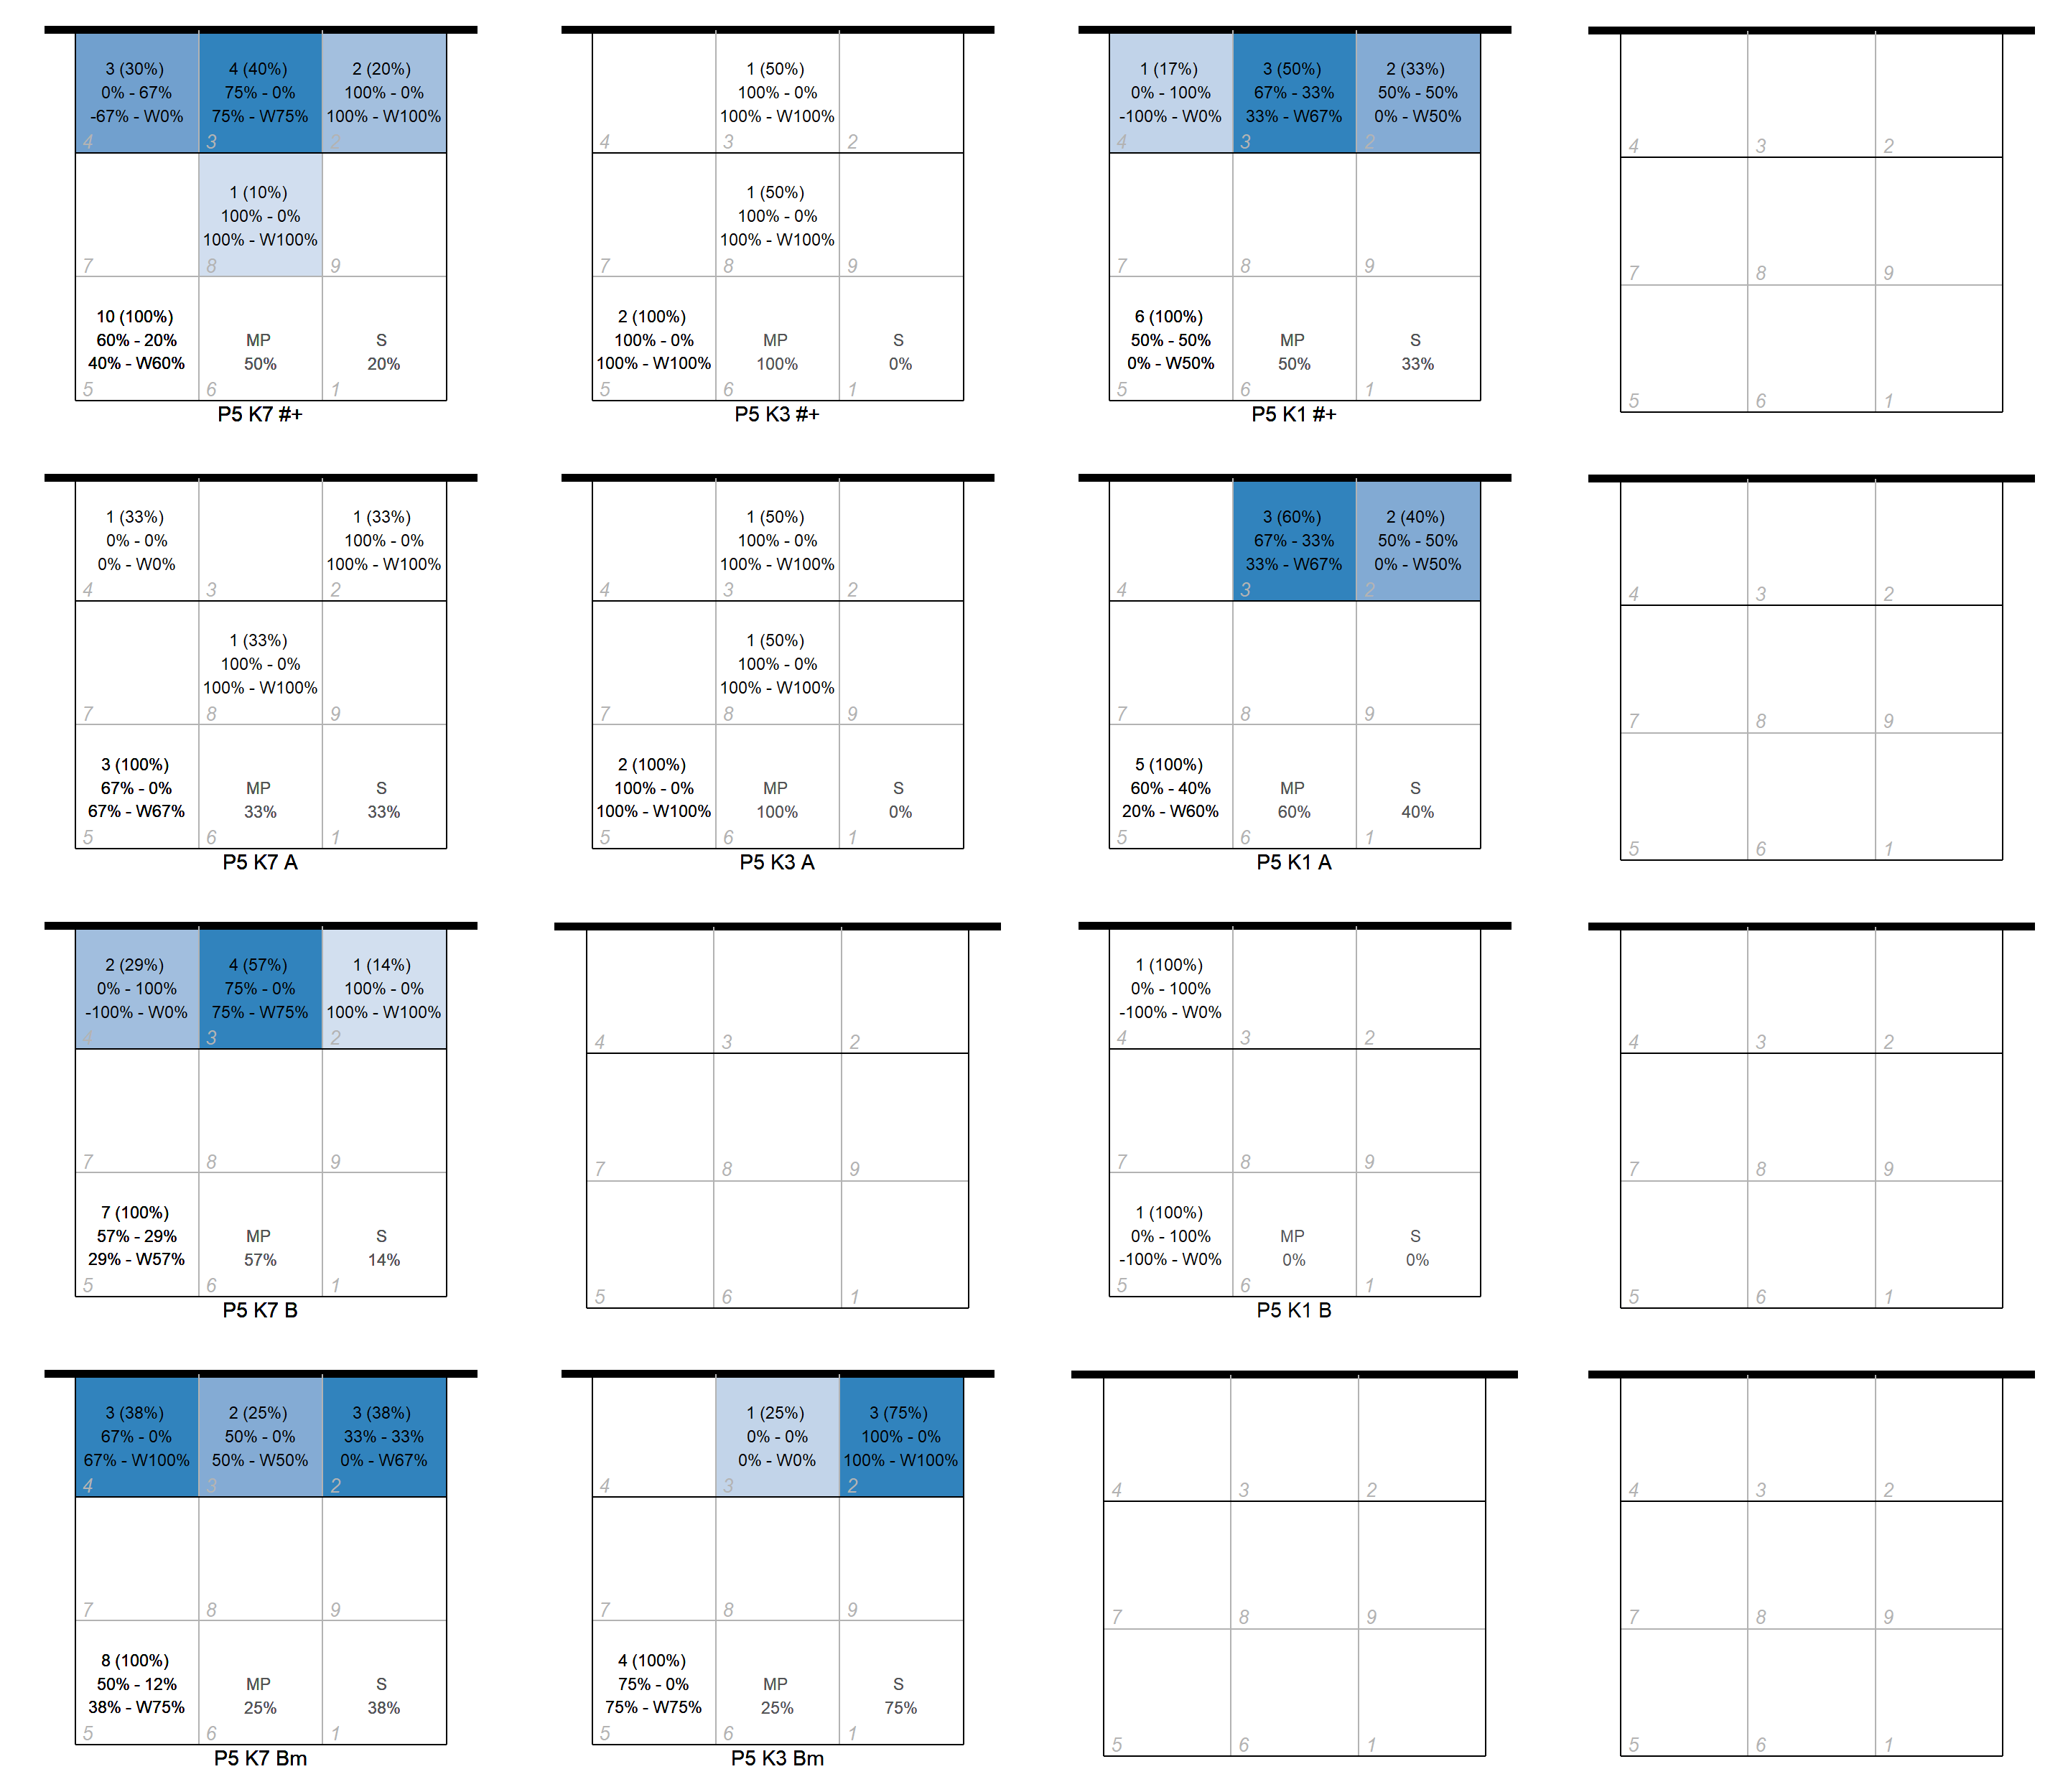 3 (30%) 4 (40%) 2 (20%)
0% - 67% 75% - 0% 100% - 0%
-67% - W0% 75% - W75% 100% - W100%
4 3 2
1 (10%)
100% - 0%
100% - W100%
7 8 9
10 (100%)
60% - 20% MP S
40% - W60% 50% 20%
5 6 1
P5 K7 #+
1 (50%)
100% - 0%
100% - W100%
4 3 2
1 (50%)
100% - 0%
100% - W100%
7 8 9
2 (100%)
100% - 0% MP S
100% - W100% 100% 0%
5 6 1
P5 K3 #+
1 (17%) 3 (50%) 2 (33%)
0% - 100% 67% - 33% 50% - 50%
-100% - W0% 33% - W67% 0% - W50%
4 3 2
7 8 9
6 (100%)
50% - 50% MP S
0% - W50% 50% 33%
5 6 1
P5 K1 #+
4 3 2
7 8 9
5 6 1
1 (33%) 1 (33%)
0% - 0% 100% - 0%
0% - W0% 100% - W100%
4 3 2
1 (33%)
100% - 0%
100% - W100%
7 8 9
3 (100%)
67% - 0% MP S
67% - W67% 33% 33%
5 6 1
P5 K7 A
1 (50%)
100% - 0%
100% - W100%
4 3 2
1 (50%)
100% - 0%
100% - W100%
7 8 9
2 (100%)
100% - 0% MP S
100% - W100% 100% 0%
5 6 1
P5 K3 A
3 (60%) 2 (40%)
67% - 33% 50% - 50%
33% - W67% 0% - W50%
4 3 2
7 8 9
5 (100%)
60% - 40% MP S
20% - W60% 60% 40%
5 6 1
P5 K1 A
4 3 2
7 8 9
5 6 1
2 (29%) 4 (57%) 1 (14%)
0% - 100% 75% - 0% 100% - 0%
-100% - W0% 75% - W75% 100% - W100%
4 3 2
7 8 9
7 (100%)
57% - 29% MP S
29% - W57% 57% 14%
5 6 1
P5 K7 B
4 3 2
7 8 9
5 6 1
1 (100%)
0% - 100%
-100% - W0%
4 3 2
7 8 9
1 (100%)
0% - 100% MP S
-100% - W0% 0% 0%
5 6 1
P5 K1 B
4 3 2
7 8 9
5 6 1
3 (38%) 2 (25%) 3 (38%)
67% - 0% 50% - 0% 33% - 33%
67% - W100% 50% - W50% 0% - W67%
4 3 2
7 8 9
8 (100%)
50% - 12% MP S
38% - W75% 25% 38%
5 6 1
P5 K7 Bm
1 (25%) 3 (75%)
0% - 0% 100% - 0%
0% - W0% 100% - W100%
4 3 2
7 8 9
4 (100%)
75% - 0% MP S
75% - W75% 25% 75%
5 6 1
P5 K3 Bm
4 3 2
7 8 9
5 6 1
4 3 2
7 8 9
5 6 1